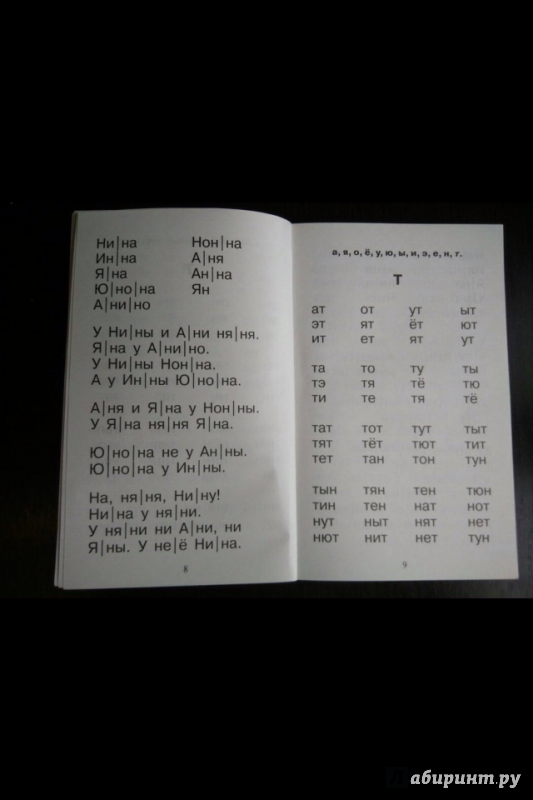 Ни|на Нон|на
Ин|на А|ня
Я|на Ан|на
Ю|но|на Ян
А|ни|но
У Ни|ны и А|ни ня|ня.
Я|на у А|ни|но.
У Ни|ны Нон|на.
А у Ин|ны Ю|но|на.
А|ня и Я|на у Нон|ны.
У Я|на ня|ня Я|на.
Ю|но|на не у Ан|ны.
Ю|но|на у Ин|ны.
На, ня|ня, Ни|ну!
Ни|на у ня|ни.
У ня|ни ни А|ни, ни
Я|ны. У не|ё Ни|на.
8
а, я, о, ё, у, ю, ы, и, э, е, н, т.
Т
ат от ут ыт
эт ят ёт ют
ит ет ят ут
та то ту ты
тэ тя тё тю
ти те тя тё
тат тот тут тыт
тят тёт тют тит
тет тан тон тун
тын тян тен тюн
тин тен нат нот
нут ныт нят нет
нют нит нет тун
9
абиринт.ру